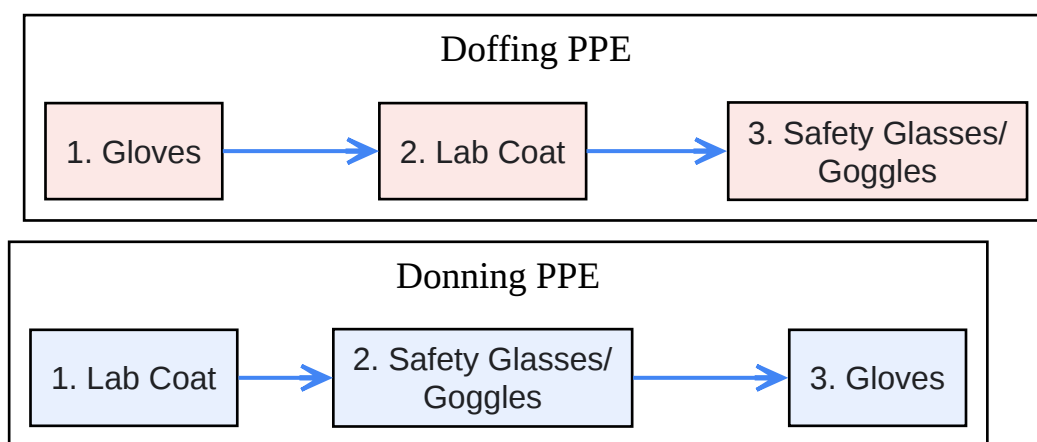 Doffing PPE
1. Gloves
2. Lab Coat
3. Safety Glasses/
Goggles
Donning PPE
1. Lab Coat
2. Safety Glasses/
Goggles
3. Gloves